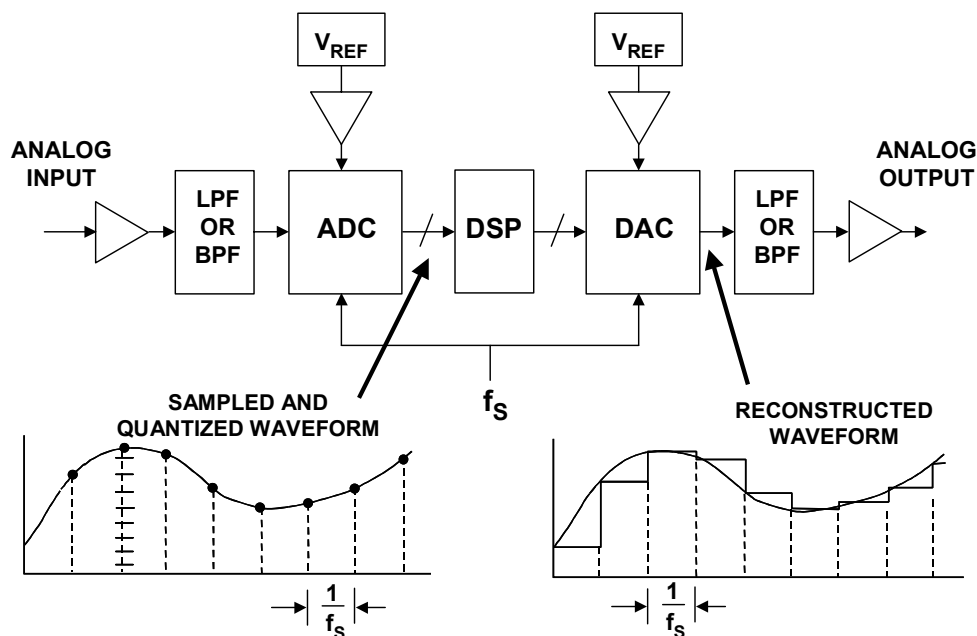 V_REF
V_REF
ANALOG
INPUT
ANALOG
OUTPUT
LPF
OR
BPF
ADC
DSP
DAC
LPF
OR
BPF
f_S
SAMPLED AND
QUANTIZED WAVEFORM
RECONSTRUCTED
WAVEFORM
1
f_S
1
f_S